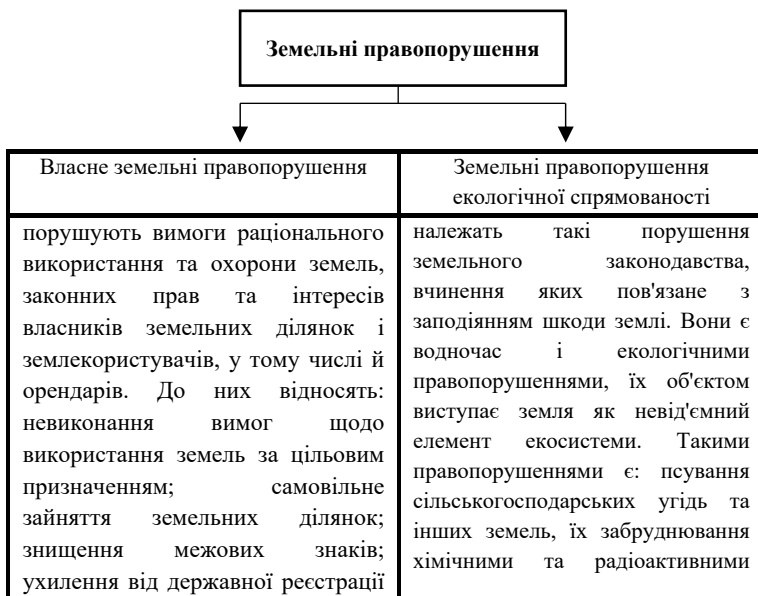 Земельні правопорушення
Власне земельні правопорушення
порушують вимоги раціонального
використання та охорони земель,
законних прав та інтересів
власників земельних ділянок і
землекористувачів, у тому числі й
орендарів. До них відносять:
невиконання вимог щодо
використання земель за цільовим
призначенням; самовільне
зайняття земельних ділянок;
знищення межових знаків;
ухилення від державної реєстрації
Земельні правопорушення
екологічної спрямованості
належать такі порушення
земельного законодавства,
вчинення яких пов'язане з
заподіянням шкоди землі. Вони є
водночас і екологічними
правопорушеннями, їх об'єктом
виступає земля як невід'ємний
елемент екосистеми. Такими
правопорушеннями є: псування
сільськогосподарських угідь та
інших земель, їх забруднювання
хімічними та радіоактивними